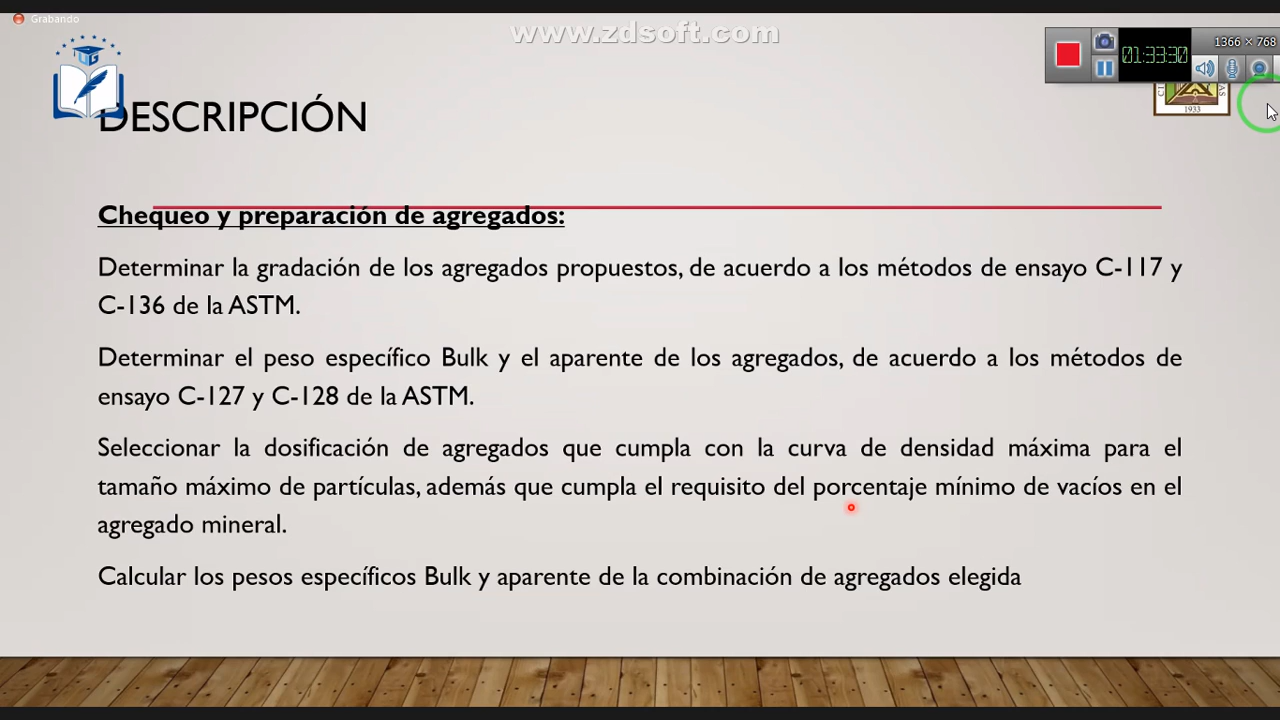 Grabando
www.zdsoft.com
01:33:30
1366 × 768
1933
DESCRIPCIÓN
Chequeo y preparación de agregados:
Determinar la gradación de los agregados propuestos, de acuerdo a los métodos de ensayo C-117 y
C-136 de la ASTM.
Determinar el peso específico Bulk y el aparente de los agregados, de acuerdo a los métodos de
ensayo C-127 y C-128 de la ASTM.
Seleccionar la dosificación de agregados que cumpla con la curva de densidad máxima para el
tamaño máximo de partículas, además que cumpla el requisito del porcentaje mínimo de vacíos en el
agregado mineral.
Calcular los pesos específicos Bulk y aparente de la combinación de agregados elegida